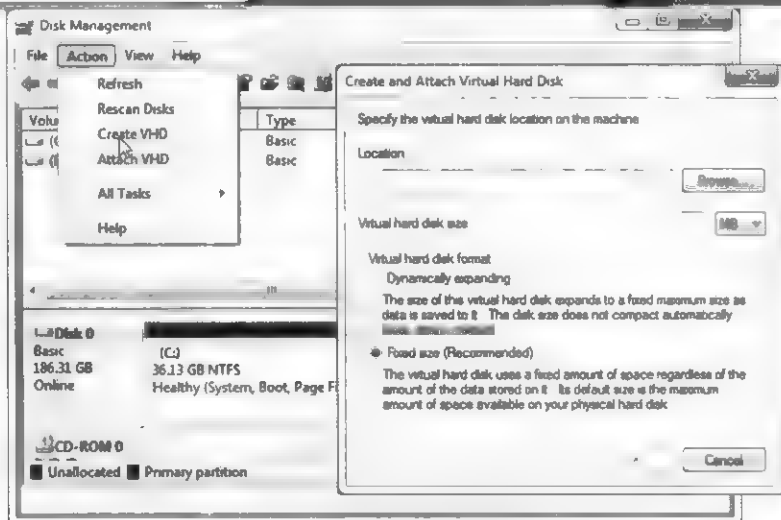 Disk Management
File Action View Help
Refresh
Rescan Disks
Create VHD
Attach VHD
All Tasks
Help
Type
Basic
Basic
Disk 0
Basic
186.31 GB
Online
(C:)
36.13 GB NTFS
Healthy (System, Boot, Page
CD-ROM 0
Unallocated Primary partition
Create and Attach Virtual Hard Disk
Specify the virtual hard disk location on the machine
Location
Browse...
Virtual hard disk size
MB
Virtual hard disk format
Dynamically expanding
The size of this virtual hard disk expands to a fixed maximum size as
data is saved to it The disk size does not compact automatically
Fixed size (Recommended)
The virtual hard disk uses a fixed amount of space regardless of the
amount of the data stored on it Its default size is the maximum
amount of space available on your physical hard disk
Cancel